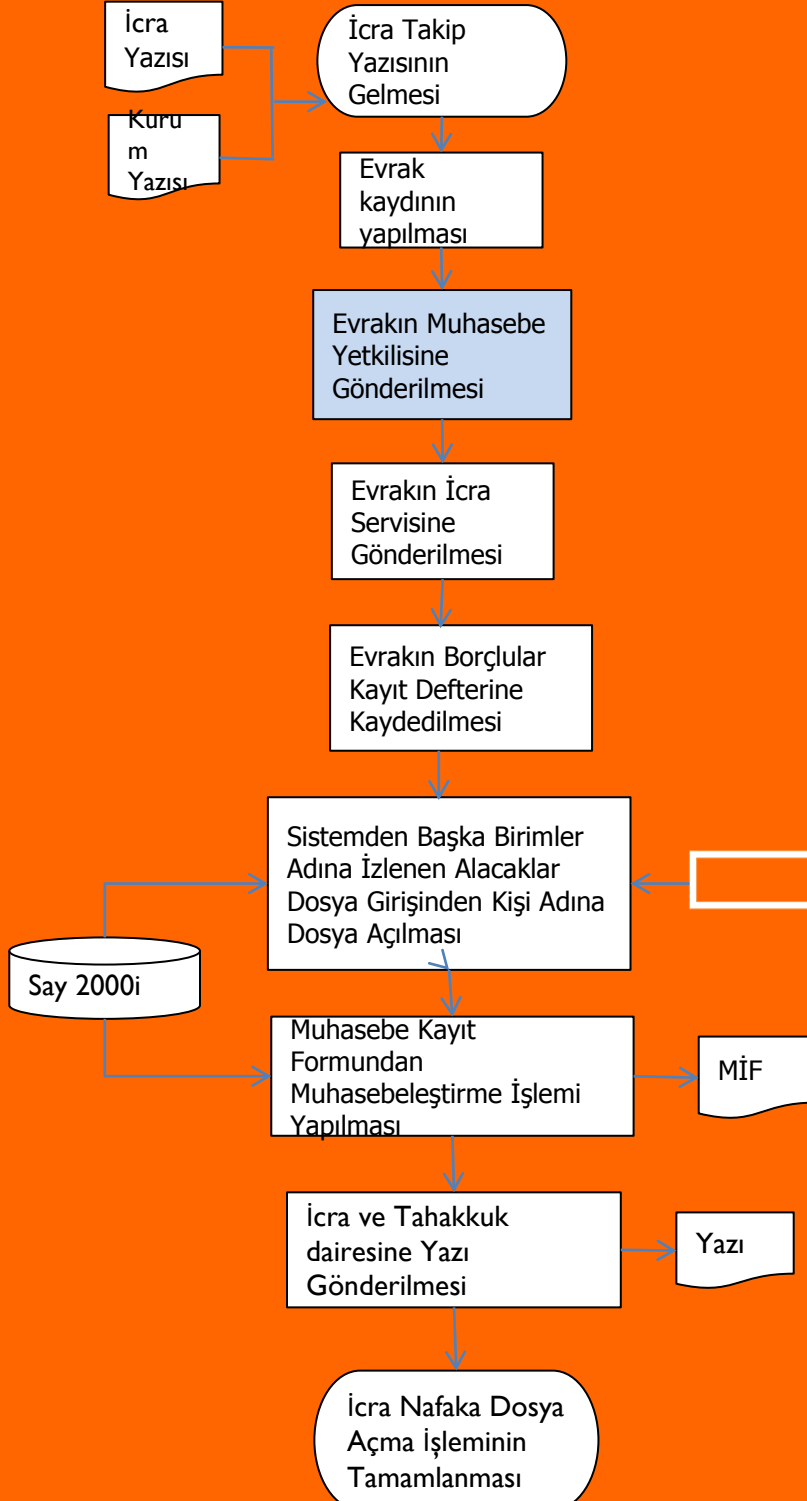 İcra
Yazısı
İcra Takip
Yazısının
Gelmesi
Kuru
m
Yazısı
Evrak
kaydının
yapılması
Evrakın Muhasebe
Yetkilisine
Gönderilmesi
Evrakın İcra
Servisine
Gönderilmesi
Evrakın Borçlular
Kayıt Defterine
Kaydedilmesi
Sistemden Başka Birimler
Adına İzlenen Alacaklar
Dosya Girişinden Kişi Adına
Dosya Açılması
Say 2000i
Muhasebe Kayıt
Formundan
Muhasebeleştirme İşlemi
Yapılması
MİF
İcra ve Tahakkuk
dairesine Yazı
Gönderilmesi
Yazı
İcra Nafaka Dosya
Açma İşleminin
Tamamlanması